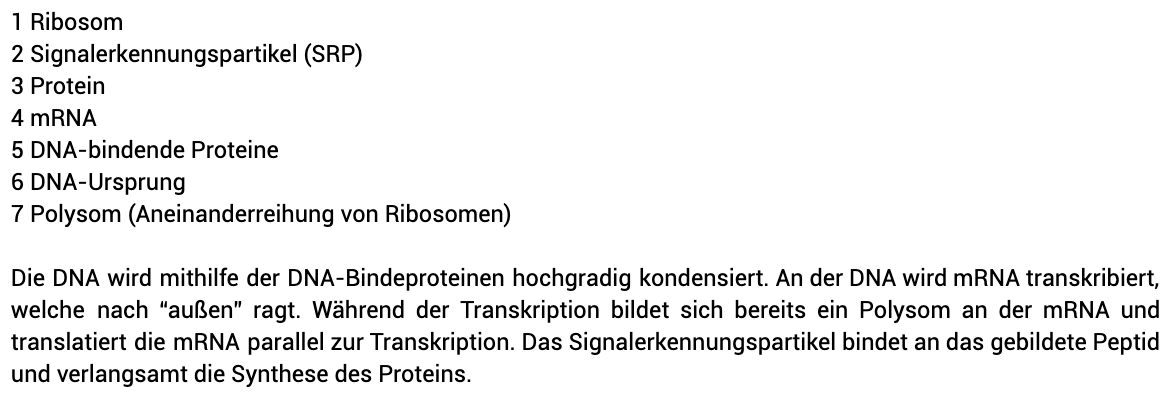 1 Ribosom
2 Signalerkennungspartikel (SRP)
3 Protein
4 mRNA
5 DNA-bindende Proteine
6 DNA-Ursprung
7 Polysom (Aneinanderreihung von Ribosomen)
Die DNA wird mithilfe der DNA-Bindeproteinen hochgradig kondensiert. An der DNA wird mRNA transkribiert,
welche nach “außen” ragt. Während der Transkription bildet sich bereits ein Polysom an der mRNA und
translatiert die mRNA parallel zur Transkription. Das Signalerkennungspartikel bindet an das gebildete Peptid
und verlangsamt die Synthese des Proteins.